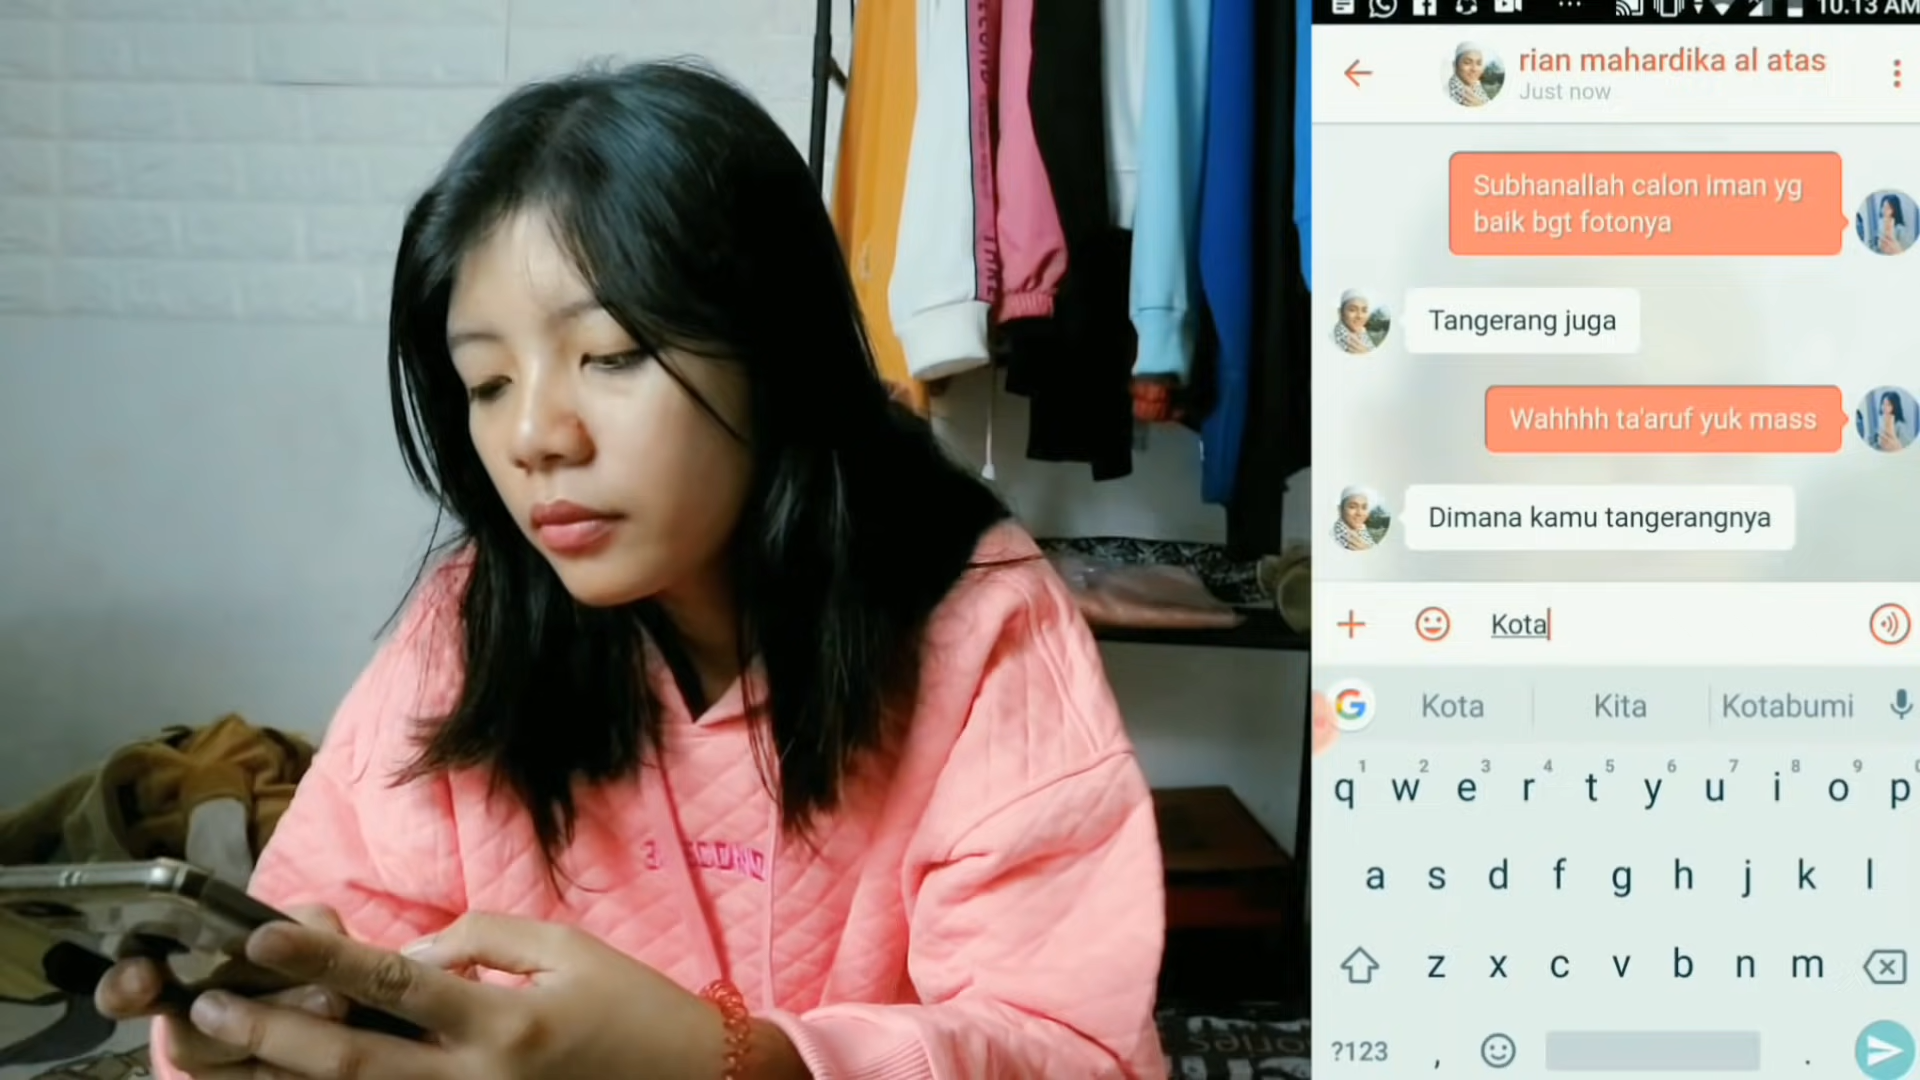 10.13 AM
rian mahardika al atas
Just now
Subhanallah calon iman yg
baik bgt fotonya
Tangerang juga
Wahhhh ta'aruf yuk mass
Dimana kamu tangerangnya
Kota
Kota Kita Kotabumi
1 2 3 4 5 6 7 8 9 0
q w e r t y u i o p
a s d f g h j k l
z x c v b n m
?123 , .